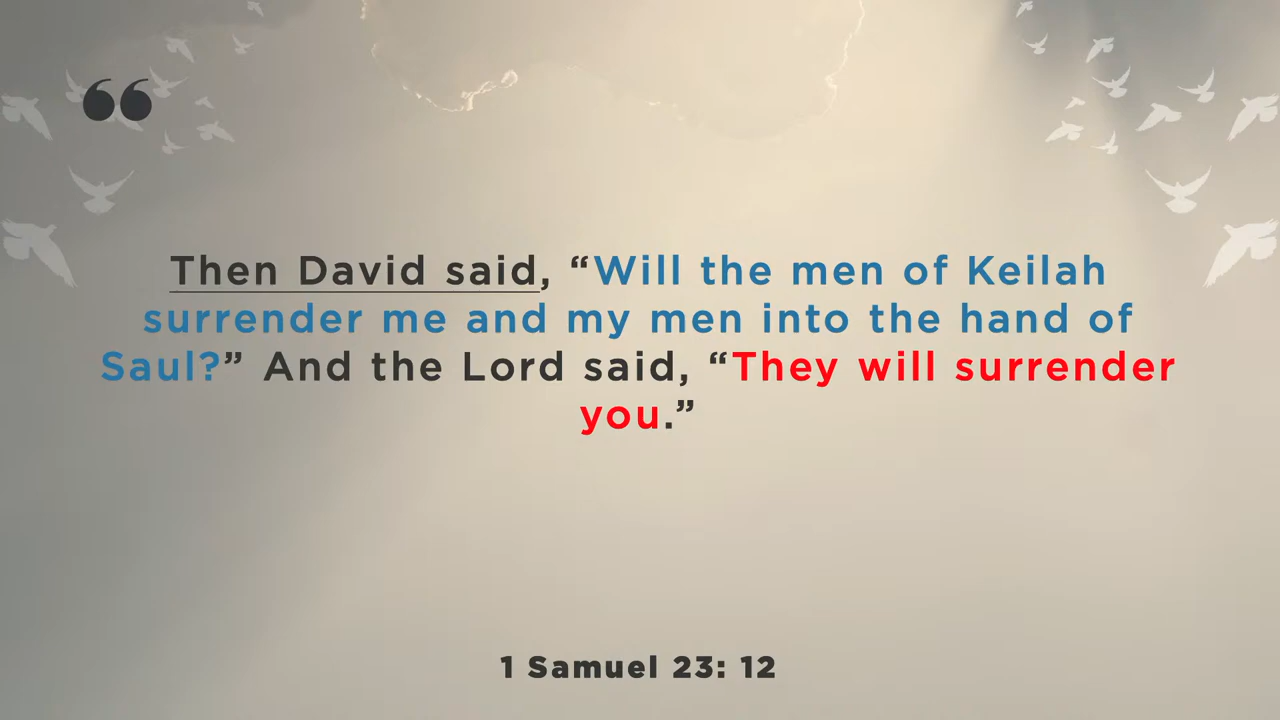 “
Then David said, “Will the men of Keilah
surrender me and my men into the hand of
Saul?” And the Lord said, “They will surrender
you.”
1 Samuel 23: 12